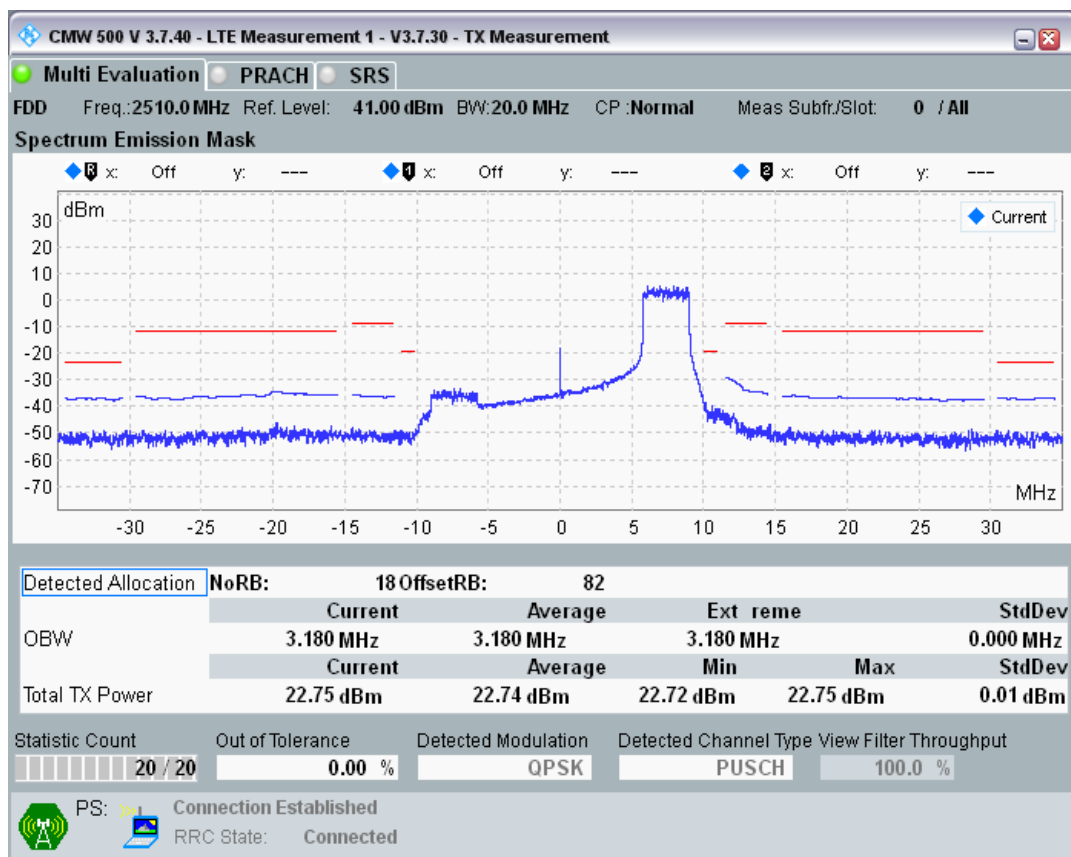 CMW 500 V 3.7.40 - LTE Measurement 1 - V3.7.30 - TX Measurement
Multi Evaluation PRACH SRS
FDD Freq.:2510.0 MHz Ref. Level: 41.00 dBm BW:20.0 MHz CP :Normal Meas Subfr./Slot: 0 / All
Spectrum Emission Mask
R x: Off y: --- 1 x: Off y: --- 2 x: Off y: ---
dBm
Current
30
20
10
0
-10
-20
-30
-40
-50
-60
-70
MHz
-30 -25 -20 -15 -10 -5 0 5 10 15 20 25 30
Detected Allocation NoRB: 18 OffsetRB: 82
Current Average Ext reme StdDev
OBW 3.180 MHz 3.180 MHz 3.180 MHz 0.000 MHz
Current Average Min Max StdDev
Total TX Power 22.75 dBm 22.74 dBm 22.72 dBm 22.75 dBm 0.01 dBm
Statistic Count Out of Tolerance Detected Modulation Detected Channel Type View Filter Throughput
20 / 20 0.00 % QPSK PUSCH 100.0 %
PS: Connection Established
RRC State: Connected